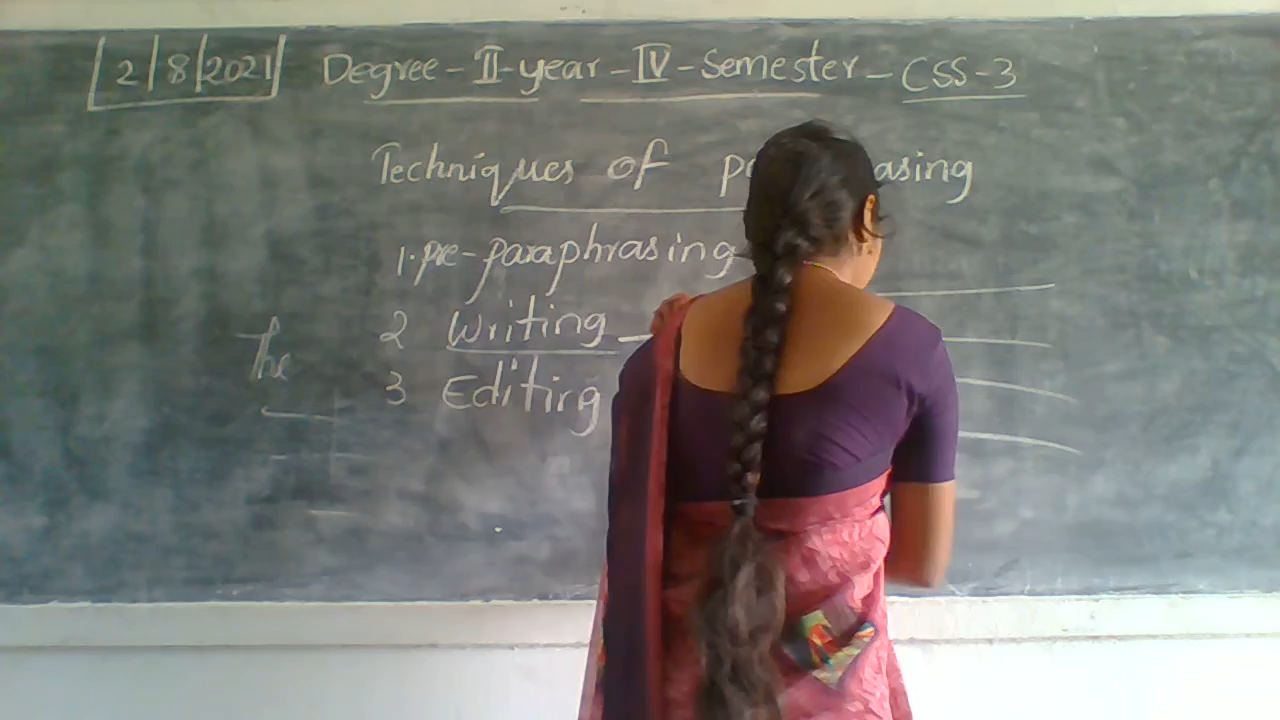 2/8/2021 Degree-II-year-IV-Semester-CSS-3
Techniques of
1.pre-paraphrasing
2 Writing
3 Editing
The